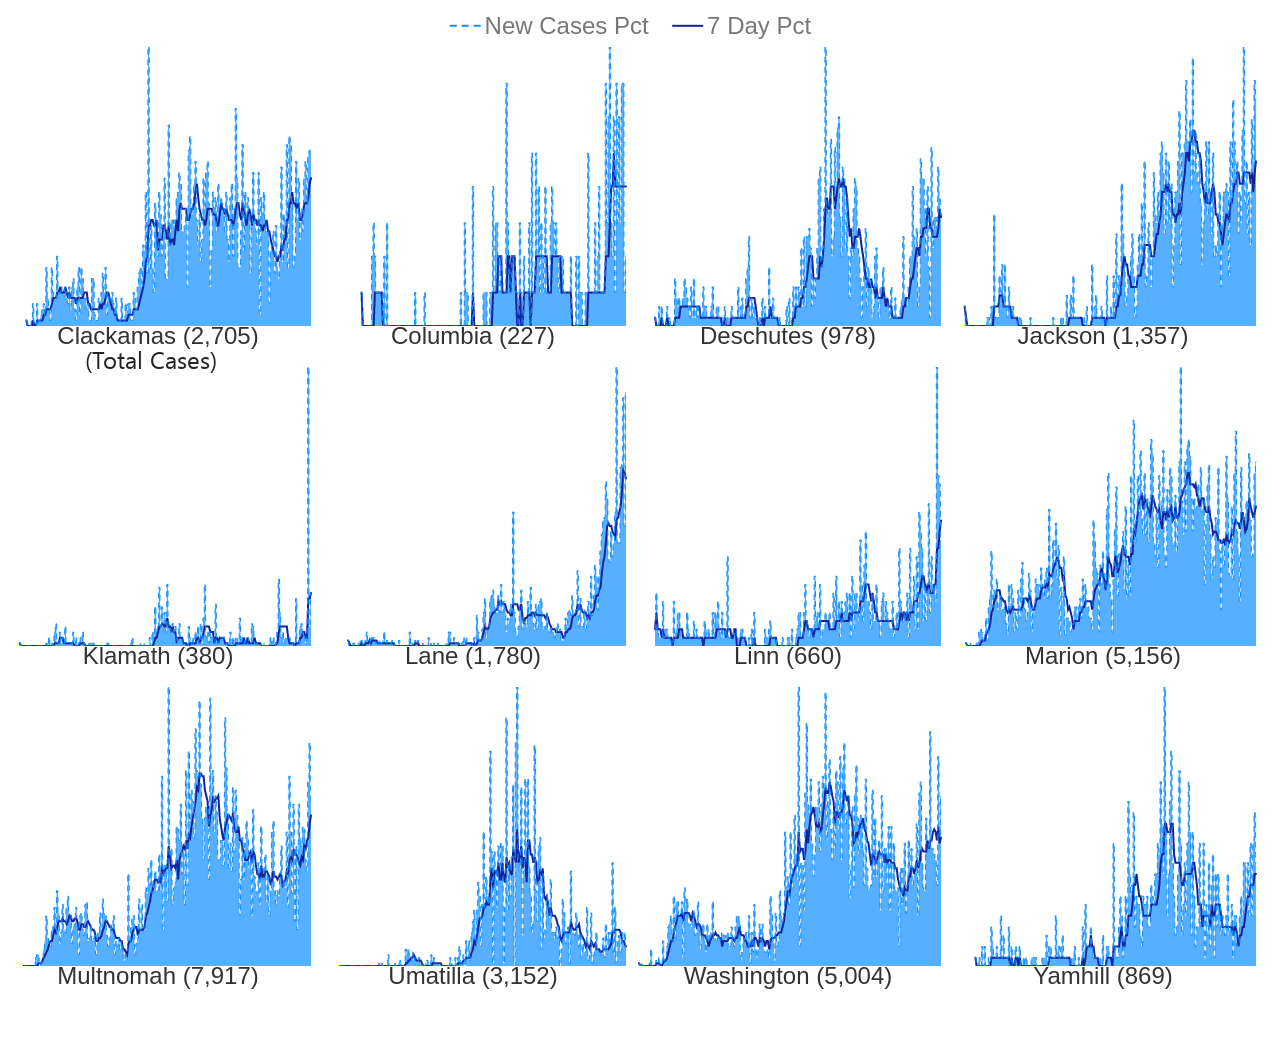 New Cases Pct 7 Day Pct
Clackamas (2,705) Columbia (227) Deschutes (978) Jackson (1,357)
(Total Cases)
Klamath (380) Lane (1,780) Linn (660) Marion (5,156)
Multnomah (7,917) Umatilla (3,152) Washington (5,004) Yamhill (869)